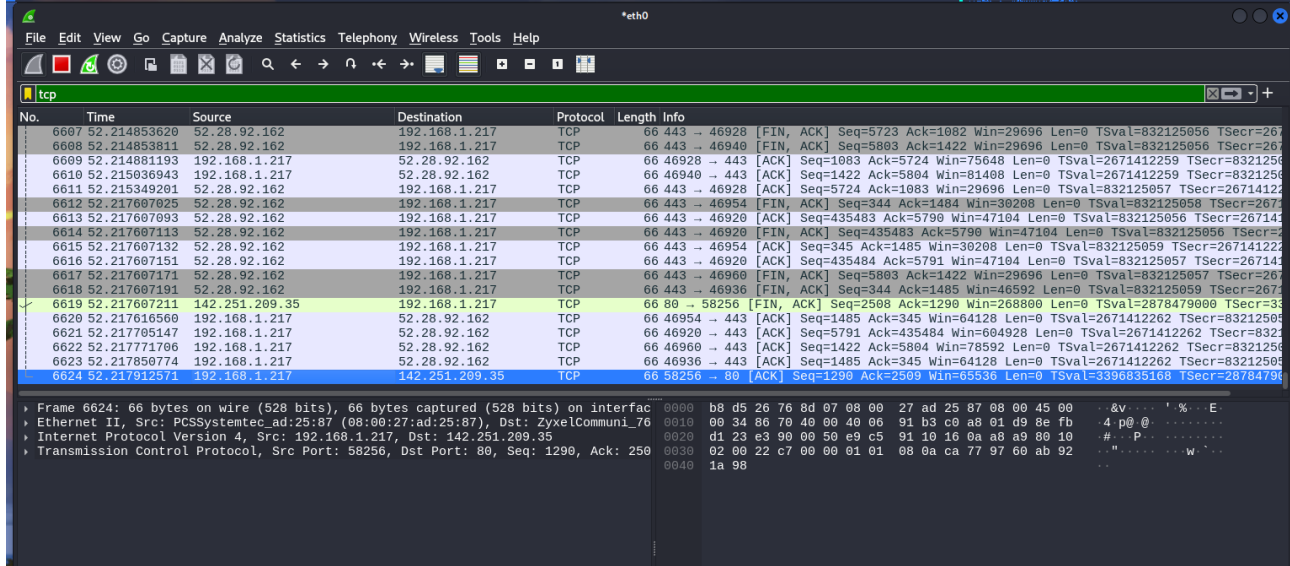 *eth0
File Edit View Go Capture Analyze Statistics Telephony Wireless Tools Help
tcp
No. Time Source Destination Protocol Length Info
6607 52.214853620 52.28.92.162 192.168.1.217 TCP 66 443 → 46928 [FIN, ACK] Seq=5723 Ack=1082 Win=29696 Len=0 TSval=832125056 TSecr=267
6608 52.214853811 52.28.92.162 192.168.1.217 TCP 66 443 → 46940 [FIN, ACK] Seq=5803 Ack=1422 Win=29696 Len=0 TSval=832125056 TSecr=267
6609 52.214881193 192.168.1.217 52.28.92.162 TCP 66 46928 → 443 [ACK] Seq=1083 Ack=5724 Win=75648 Len=0 TSval=2671412259 TSecr=8321250
6610 52.215036943 192.168.1.217 52.28.92.162 TCP 66 46940 → 443 [ACK] Seq=1422 Ack=5804 Win=81408 Len=0 TSval=2671412259 TSecr=8321250
6611 52.215349201 52.28.92.162 192.168.1.217 TCP 66 443 → 46928 [ACK] Seq=5724 Ack=1083 Win=29696 Len=0 TSval=832125057 TSecr=26714122
6612 52.217607025 52.28.92.162 192.168.1.217 TCP 66 443 → 46954 [FIN, ACK] Seq=344 Ack=1484 Win=30208 Len=0 TSval=832125058 TSecr=2671
6613 52.217607093 52.28.92.162 192.168.1.217 TCP 66 443 → 46920 [ACK] Seq=435483 Ack=5790 Win=47104 Len=0 TSval=832125056 TSecr=267141
6614 52.217607113 52.28.92.162 192.168.1.217 TCP 66 443 → 46920 [FIN, ACK] Seq=435483 Ack=5790 Win=47104 Len=0 TSval=832125056 TSecr=2
6615 52.217607132 52.28.92.162 192.168.1.217 TCP 66 443 → 46954 [ACK] Seq=345 Ack=1485 Win=30208 Len=0 TSval=832125059 TSecr=267141222
6616 52.217607151 52.28.92.162 192.168.1.217 TCP 66 443 → 46920 [ACK] Seq=435484 Ack=5791 Win=47104 Len=0 TSval=832125057 TSecr=267141
6617 52.217607171 52.28.92.162 192.168.1.217 TCP 66 443 → 46960 [FIN, ACK] Seq=5803 Ack=1422 Win=29696 Len=0 TSval=832125056 TSecr=267
6618 52.217607191 52.28.92.162 192.168.1.217 TCP 66 443 → 46936 [FIN, ACK] Seq=344 Ack=1485 Win=46592 Len=0 TSval=832125059 TSecr=2671
6619 52.217607211 142.251.209.35 192.168.1.217 TCP 66 80 → 58256 [FIN, ACK] Seq=2508 Ack=1290 Win=268800 Len=0 TSval=2878479000 TSecr=33
6620 52.217616560 192.168.1.217 52.28.92.162 TCP 66 46954 → 443 [ACK] Seq=1485 Ack=345 Win=64128 Len=0 TSval=2671412262 TSecr=83212505
6621 52.217705147 192.168.1.217 52.28.92.162 TCP 66 46920 → 443 [ACK] Seq=5791 Ack=435484 Win=604928 Len=0 TSval=2671412262 TSecr=8321
6622 52.217771706 192.168.1.217 52.28.92.162 TCP 66 46960 → 443 [ACK] Seq=1422 Ack=5804 Win=78592 Len=0 TSval=2671412262 TSecr=8321250
6623 52.217850774 192.168.1.217 52.28.92.162 TCP 66 46936 → 443 [ACK] Seq=1485 Ack=345 Win=64128 Len=0 TSval=2671412262 TSecr=83212505
6624 52.217912571 192.168.1.217 142.251.209.35 TCP 66 58256 → 80 [ACK] Seq=1290 Ack=2509 Win=65536 Len=0 TSval=3396835168 TSecr=28784790
Frame 6624: 66 bytes on wire (528 bits), 66 bytes captured (528 bits) on interfac
Ethernet II, Src: PCSSystemtec_ad:25:87 (08:00:27:ad:25:87), Dst: ZyxelCommuni_76
Internet Protocol Version 4, Src: 192.168.1.217, Dst: 142.251.209.35
Transmission Control Protocol, Src Port: 58256, Dst Port: 80, Seq: 1290, Ack: 250
0000 b8 d5 26 76 8d 07 08 00 27 ad 25 87 08 00 45 00 ··&v···· '·%···E·
0010 00 34 86 70 40 00 40 06 91 b3 c0 a8 01 d9 8e fb ·4·p@·@· ········
0020 d1 23 e3 90 00 50 e9 c5 91 10 16 0a a8 a9 80 10 ·#···P·· ········
0030 02 00 22 c7 00 00 01 01 08 0a ca 77 97 60 ab 92 ··"····· ···w·`··
0040 1a 98 ··